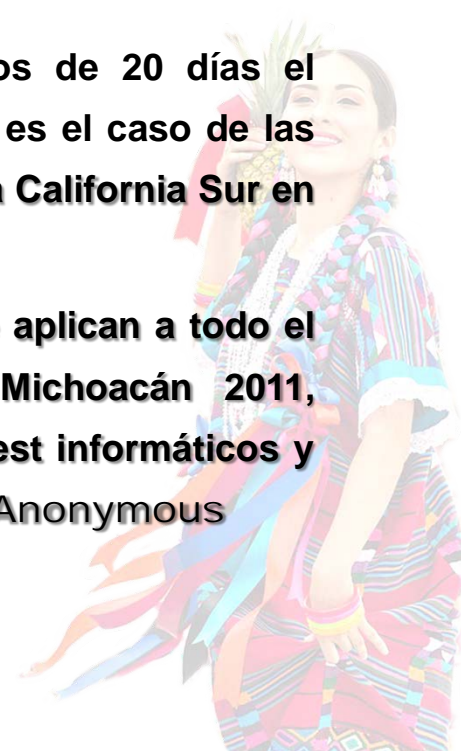 os de 20 días el
es el caso de las
a California Sur en
aplican a todo el
Michoacán 2011,
est informáticos y
Anonymous